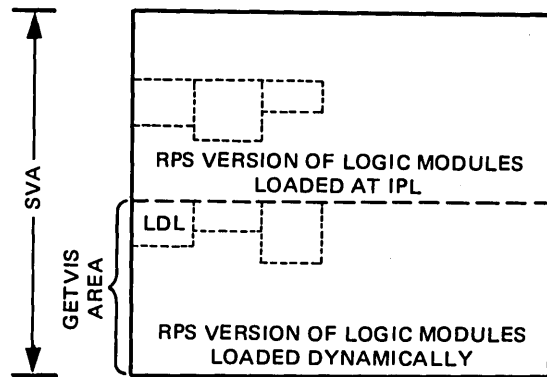 SVA
RPS VERSION OF LOGIC MODULES
LOADED AT IPL
LDL
GETVIS
AREA
RPS VERSION OF LOGIC MODULES
LOADED DYNAMICALLY